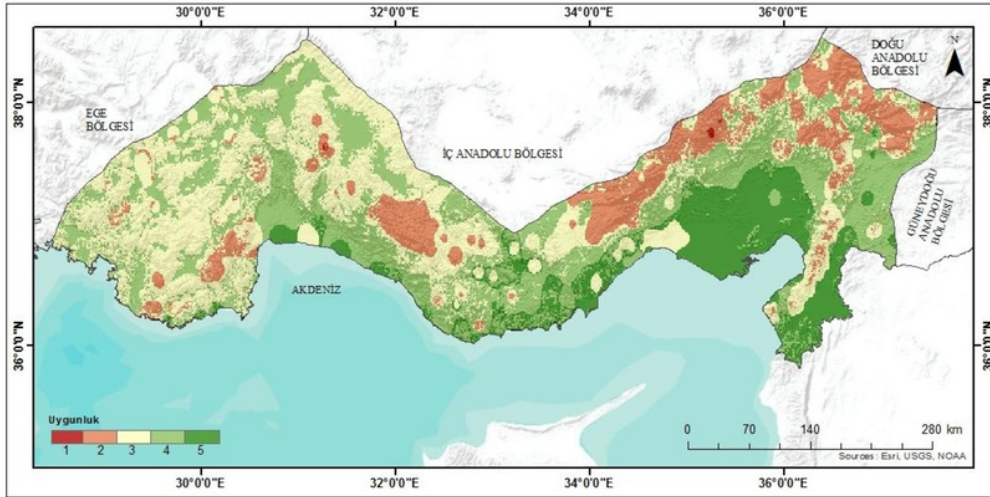 30°0'0"E 32°0'0"E 34°0'0"E 36°0'0"E
38°0'0"N
36°0'0"N
EGE
BÖLGESİ
İÇ ANADOLU BÖLGESİ
DOĞU
ANADOLU
BÖLGESİ
N
38°0'0"N
GÜNEYDOĞU
ANADOLU
BÖLGESİ
AKDENİZ
36°0'0"N
Uygunluk
1 2 3 4 5
0 70 140 280 km
Sources: Esri, USGS, NOAA
30°0'0"E 32°0'0"E 34°0'0"E 36°0'0"E